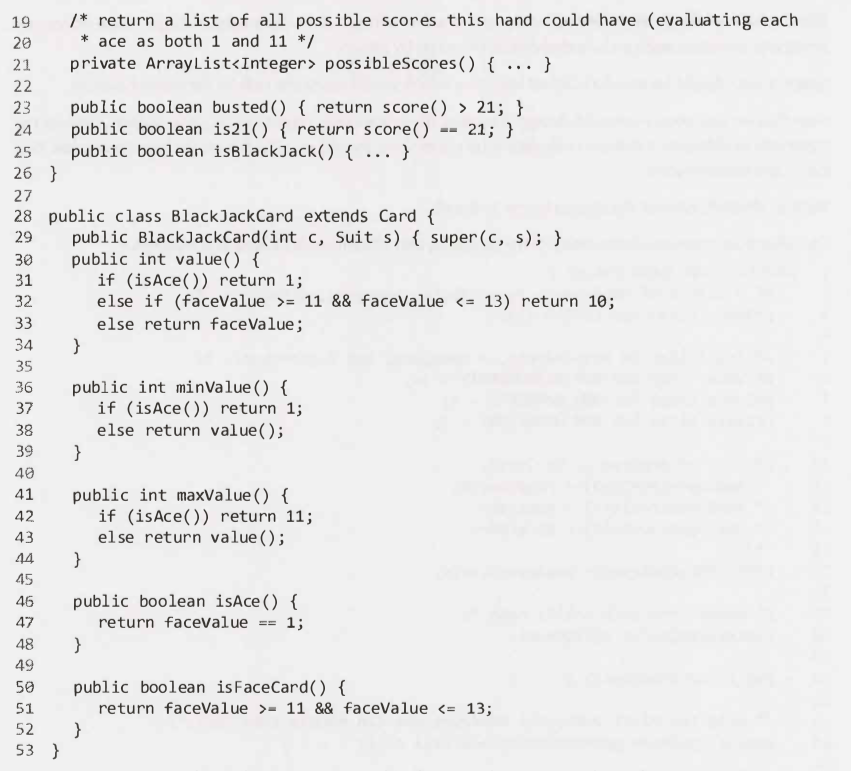 19 /* return a list of all possible scores this hand could have (evaluating each
20 * ace as both 1 and 11 */
21 private ArrayList<Integer> possibleScores() { ... }
22
23 public boolean busted() { return score() > 21; }
24 public boolean is21() { return score() == 21; }
25 public boolean isBlackJack() { ... }
26 }
27
28 public class BlackJackCard extends Card {
29 public BlackJackCard(int c, Suit s) { super(c, s); }
30 public int value() {
31 if (isAce()) return 1;
32 else if (faceValue >= 11 && faceValue <= 13) return 10;
33 else return faceValue;
34 }
35
36 public int minValue() {
37 if (isAce()) return 1;
38 else return value();
39 }
40
41 public int maxValue() {
42 if (isAce()) return 11;
43 else return value();
44 }
45
46 public boolean isAce() {
47 return faceValue == 1;
48 }
49
50 public boolean isFaceCard() {
51 return faceValue >= 11 && faceValue <= 13;
52 }
53 }